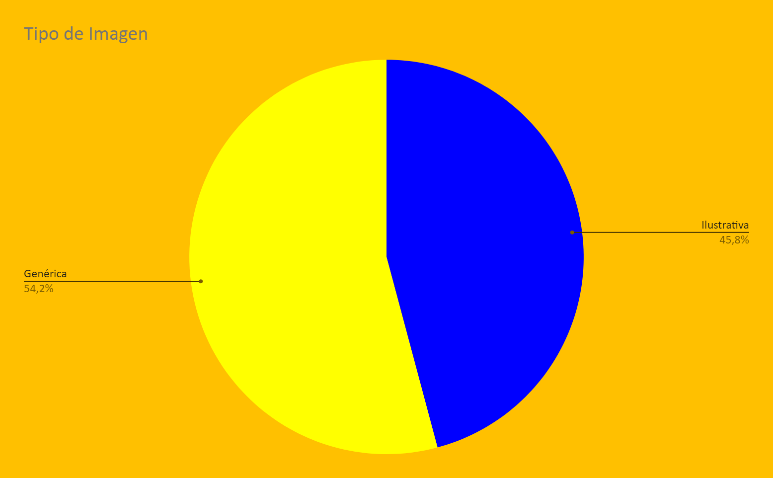 Tipo de Imagen
Ilustrativa
45,8%
Genérica
54,2%